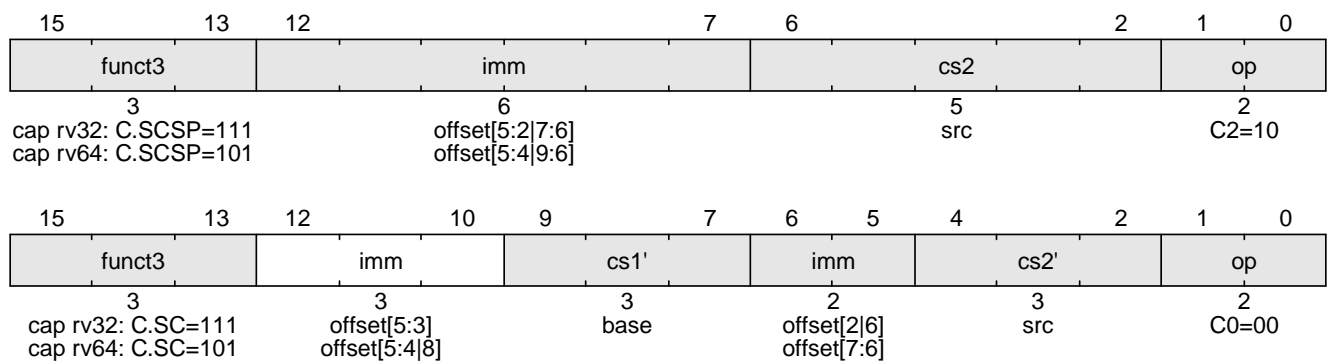 15 13 12 7 6 2 1 0
funct3 imm cs2 op
3 6 5 2
cap rv32: C.SCSP=111 offset[5:2|7:6] src C2=10
cap rv64: C.SCSP=101 offset[5:4|9:6]
15 13 12 10 9 7 6 5 4 2 1 0
funct3 imm cs1' imm cs2' op
3 3 3 2 3 2
cap rv32: C.SC=111 offset[5:3] base offset[2|6] src C0=00
cap rv64: C.SC=101 offset[5:4|8] offset[7:6]